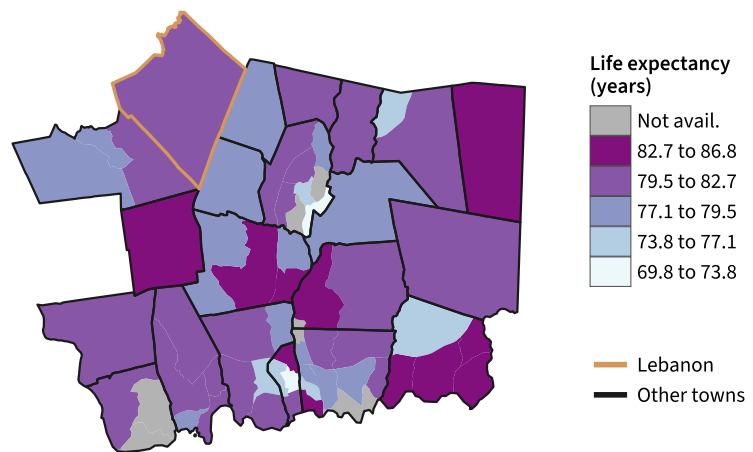 Life expectancy
(years)
Not avail.
82.7 to 86.8
79.5 to 82.7
77.1 to 79.5
73.8 to 77.1
69.8 to 73.8
Lebanon
Other towns